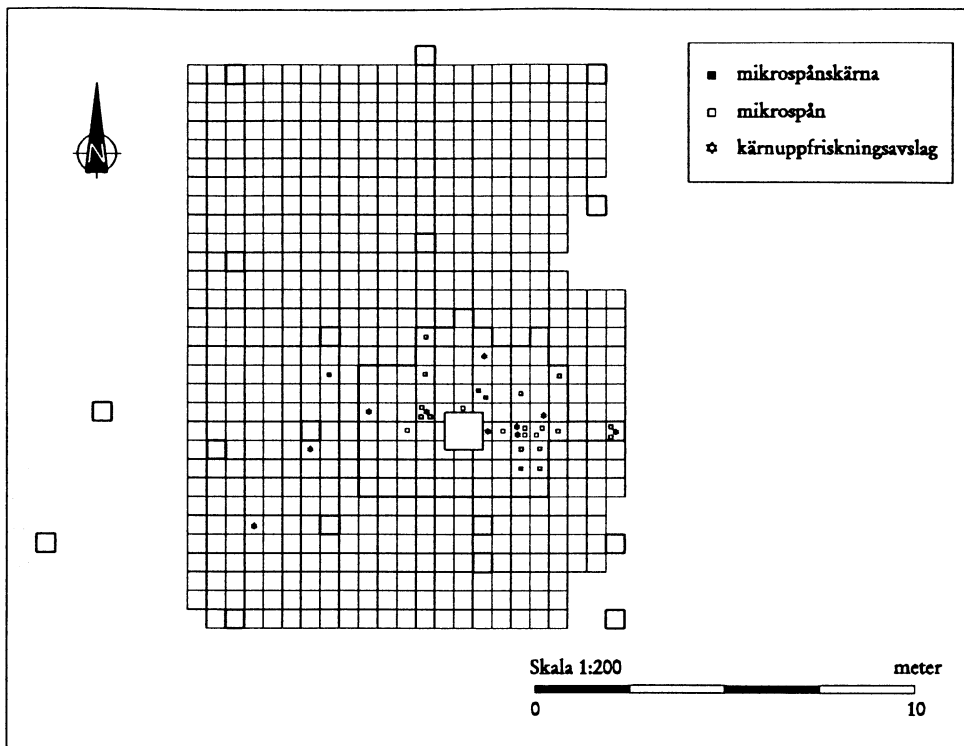 N
mikrospånskärna
mikrospån
kärnuppfriskningsavslag
Skala 1:200 meter
0 10